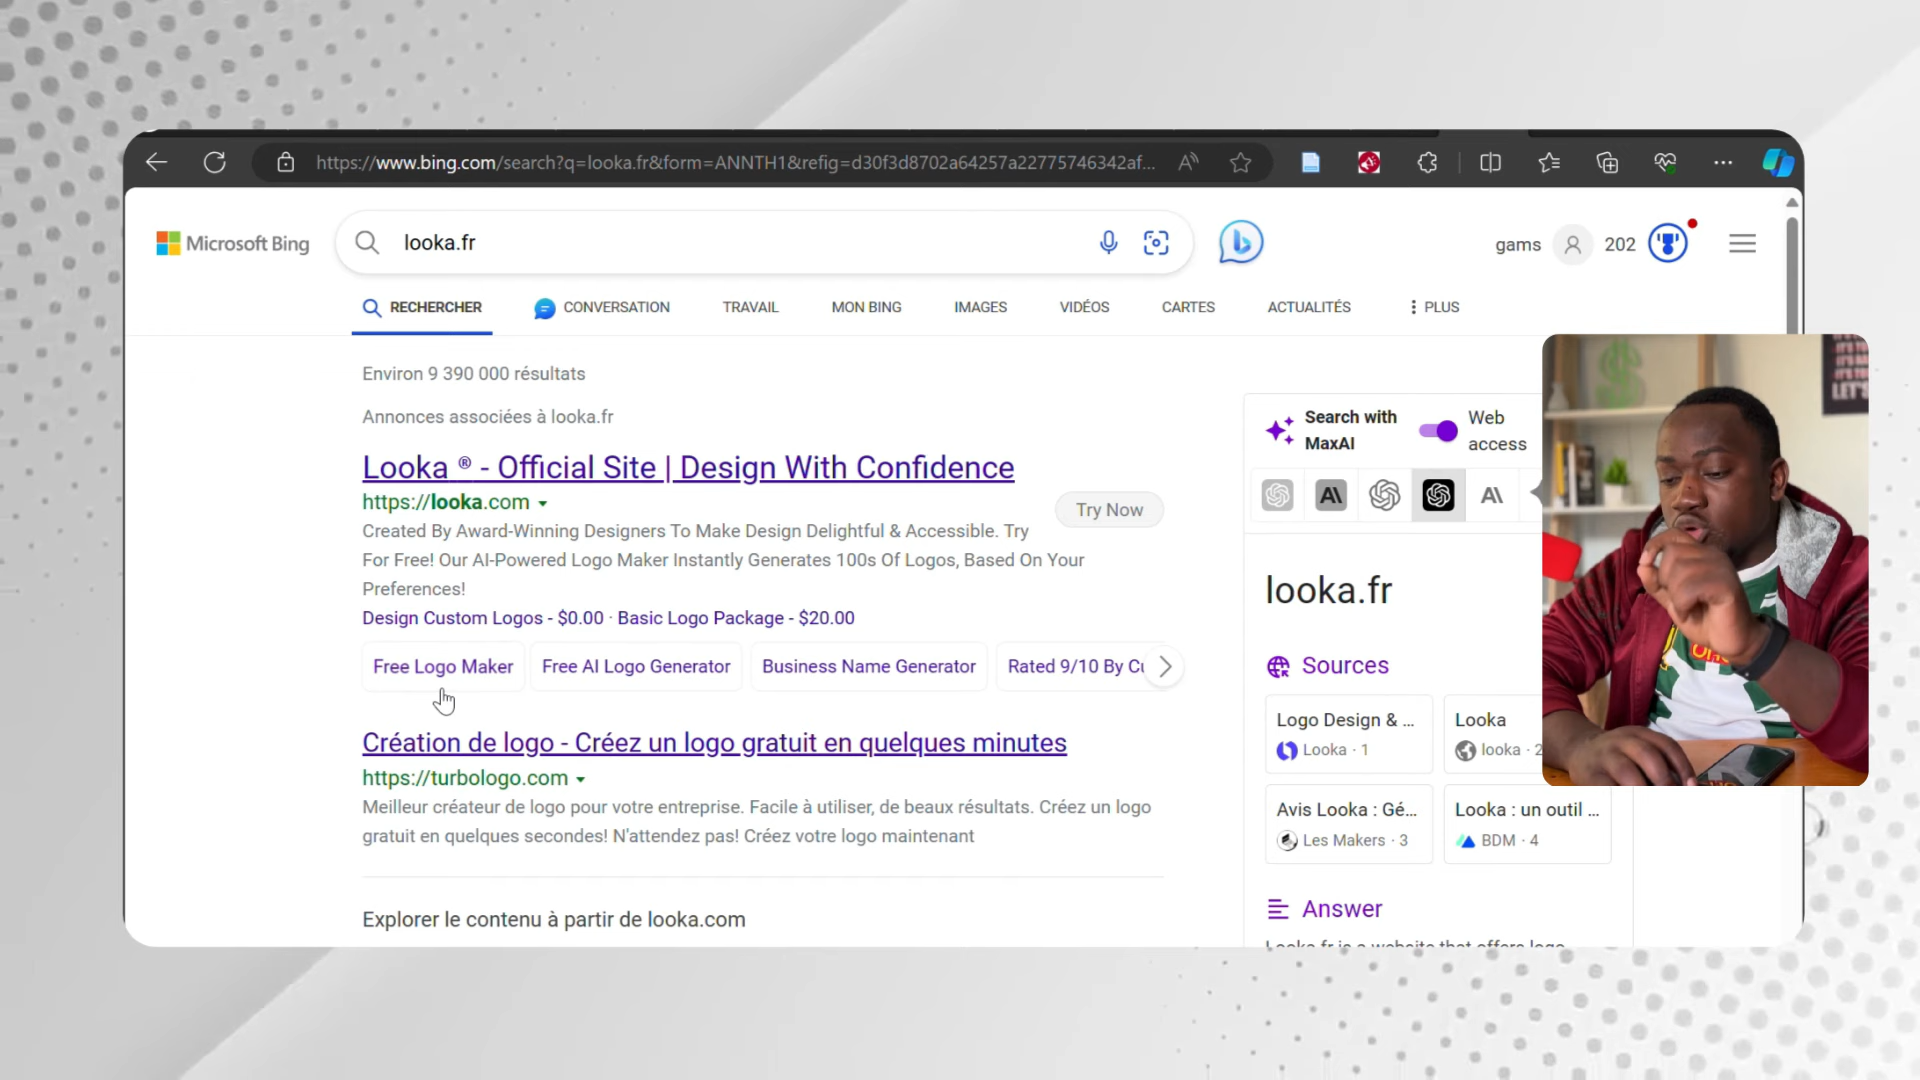 https://www.bing.com/search?q=looka.fr&form=ANNTH1&refig=d30f3d8702a64257a22775746342af...
Microsoft Bing
looka.fr
gams
202
RECHERCHER
CONVERSATION
TRAVAIL
MON BING
IMAGES
VIDÉOS
CARTES
ACTUALITÉS
PLUS
Environ 9 390 000 résultats
Annonces associées à looka.fr
Looka ® - Official Site | Design With Confidence
https://looka.com
Try Now
Created By Award-Winning Designers To Make Design Delightful & Accessible. Try
For Free! Our AI-Powered Logo Maker Instantly Generates 100s Of Logos, Based On Your
Preferences!
Design Custom Logos - $0.00 · Basic Logo Package - $20.00
Free Logo Maker
Free AI Logo Generator
Business Name Generator
Rated 9/10 By
Création de logo - Créez un logo gratuit en quelques minutes
https://turbologo.com
Meilleur créateur de logo pour votre entreprise. Facile à utiliser, de beaux résultats. Créez un logo
gratuit en quelques secondes! N'attendez pas! Créez votre logo maintenant
Explorer le contenu à partir de looka.com
Search with
MaxAI
Web
access
looka.fr
Sources
Logo Design & ...
Looka · 1
Looka
looka · 2
Avis Looka : Gé...
Les Makers · 3
Looka : un outil ...
BDM · 4
Answer
Looka.fr is a website that offers logo
LET'S